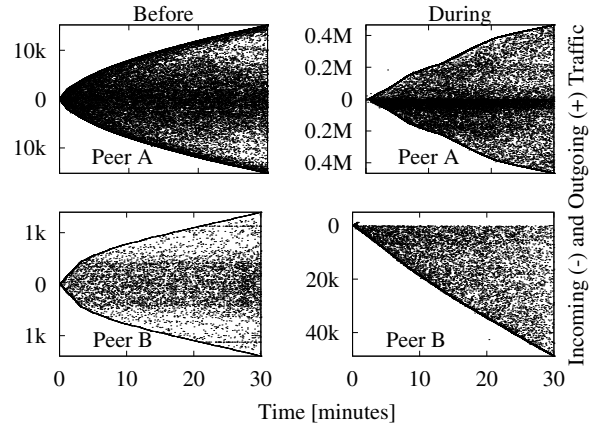 Before
During
10k
0
10k
Peer A
0.4M
0.2M
0
0.2M
0.4M
Peer A
1k
0
1k
Peer B
0
20k
40k
Peer B
0 10 20 30
0 10 20 30
Time [minutes]
Incoming (-) and Outgoing (+) Traffic